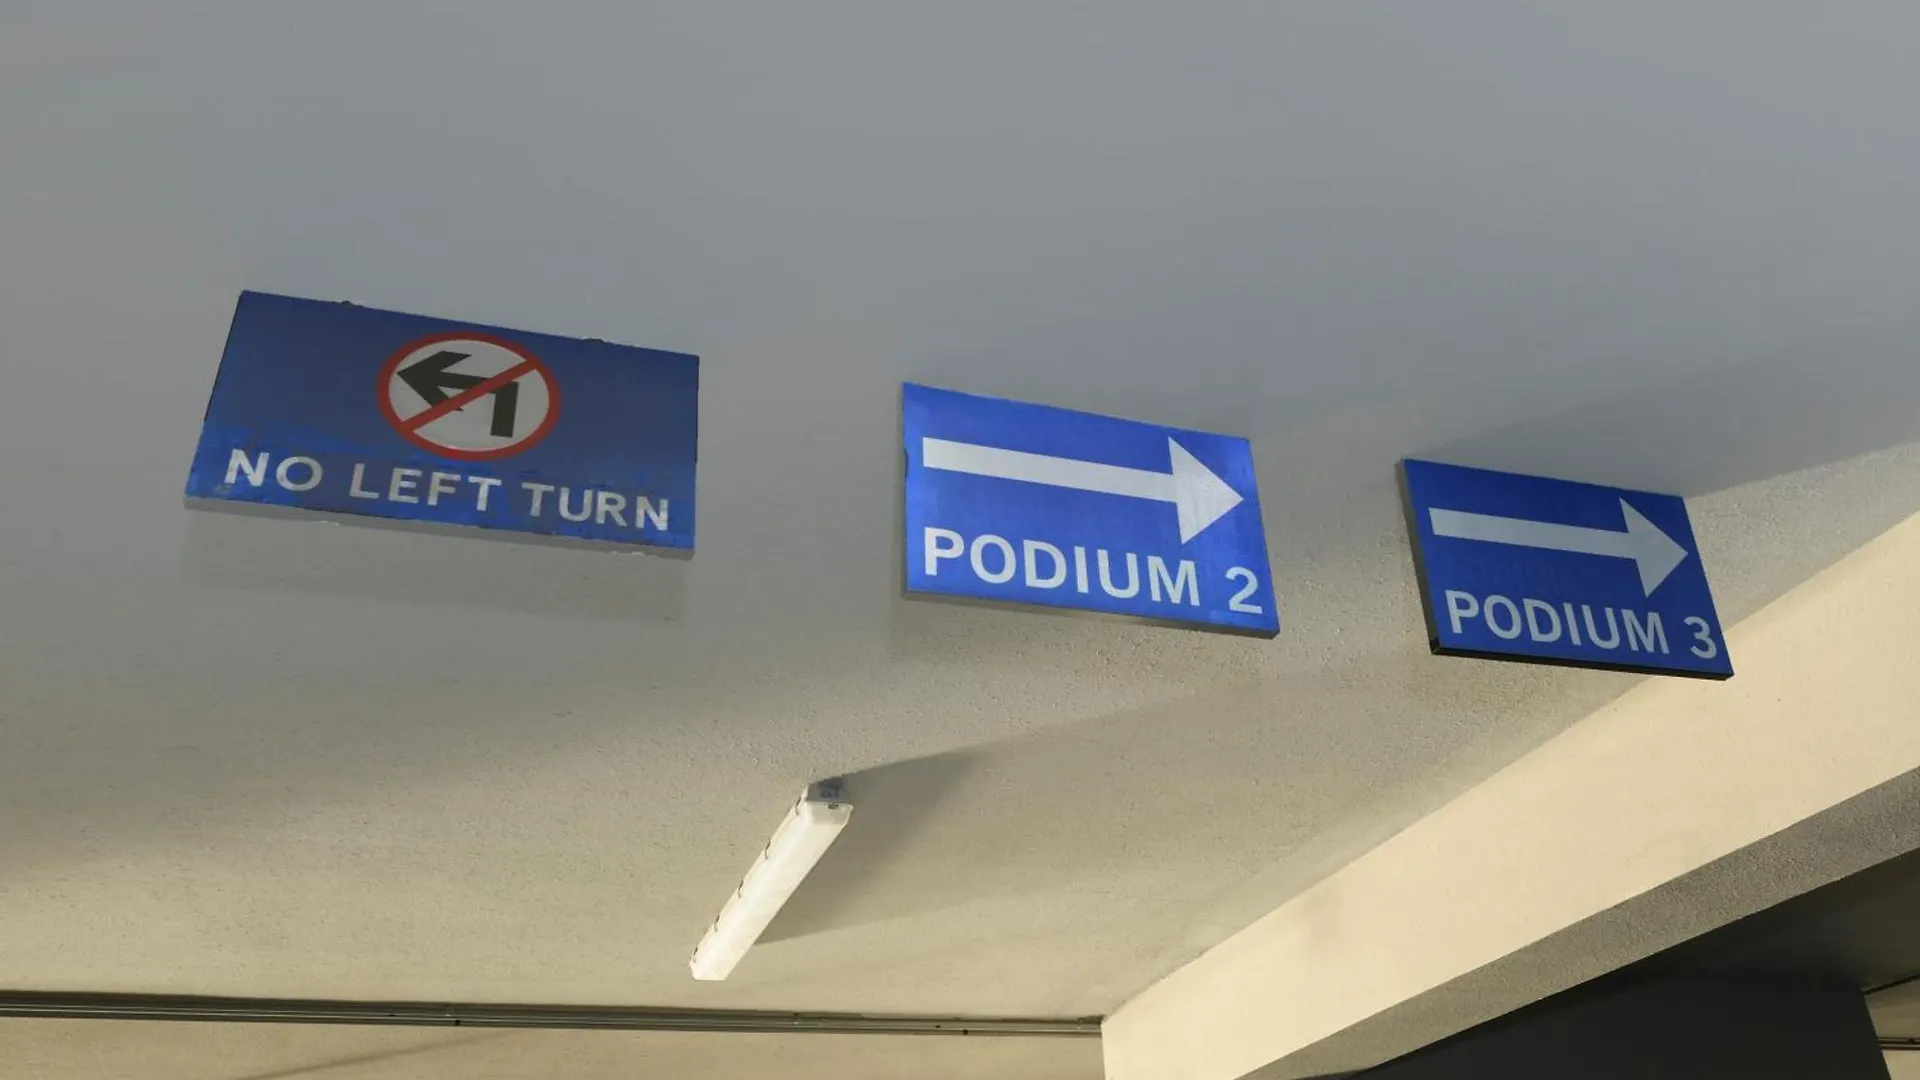 NO LEFT TURN
PODIUM 2
PODIUM 3